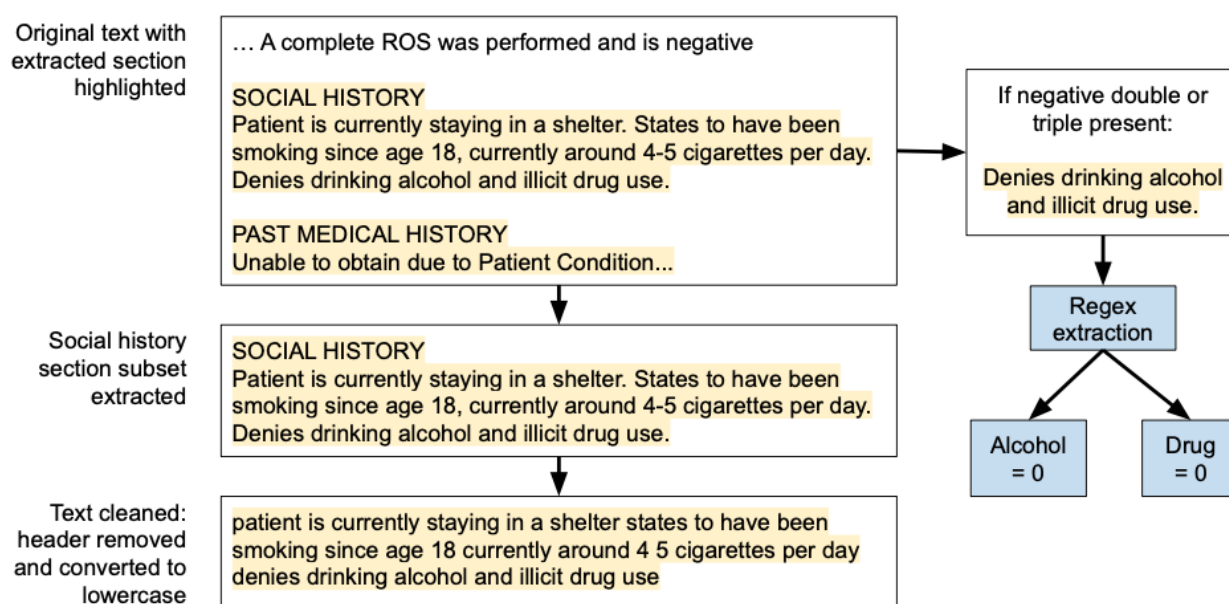 Original text with
extracted section
highlighted
… A complete ROS was performed and is negative
SOCIAL HISTORY
Patient is currently staying in a shelter. States to have been
smoking since age 18, currently around 4-5 cigarettes per day.
Denies drinking alcohol and illicit drug use.
PAST MEDICAL HISTORY
Unable to obtain due to Patient Condition...
If negative double or
triple present:
Denies drinking alcohol
and illicit drug use.
Regex
extraction
Alcohol
= 0
Drug
= 0
Social history
section subset
extracted
SOCIAL HISTORY
Patient is currently staying in a shelter. States to have been
smoking since age 18, currently around 4-5 cigarettes per day.
Denies drinking alcohol and illicit drug use.
Text cleaned:
header removed
and converted to
lowercase
patient is currently staying in a shelter states to have been
smoking since age 18 currently around 4 5 cigarettes per day
denies drinking alcohol and illicit drug use